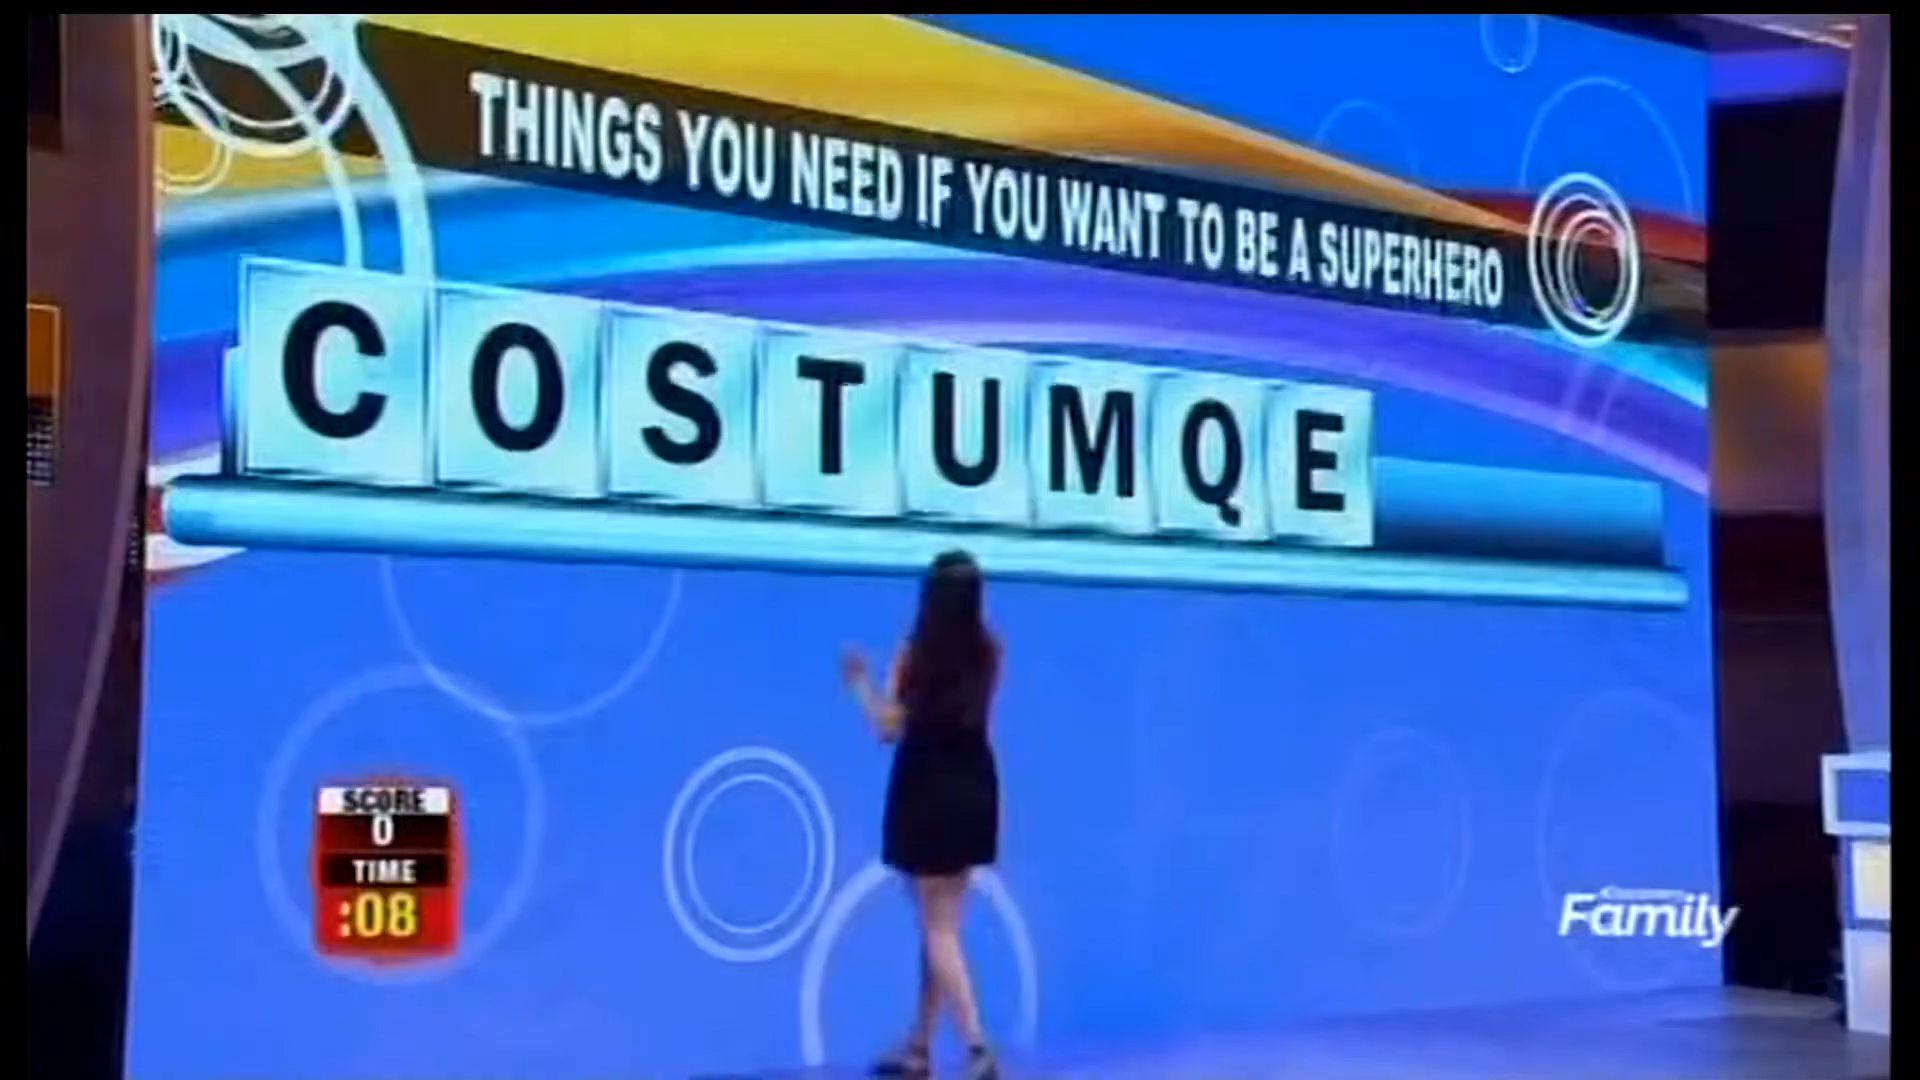 THINGS YOU NEED IF YOU WANT TO BE A SUPERHERO
COSTUMQE
SCORE
0
TIME
:08
Family